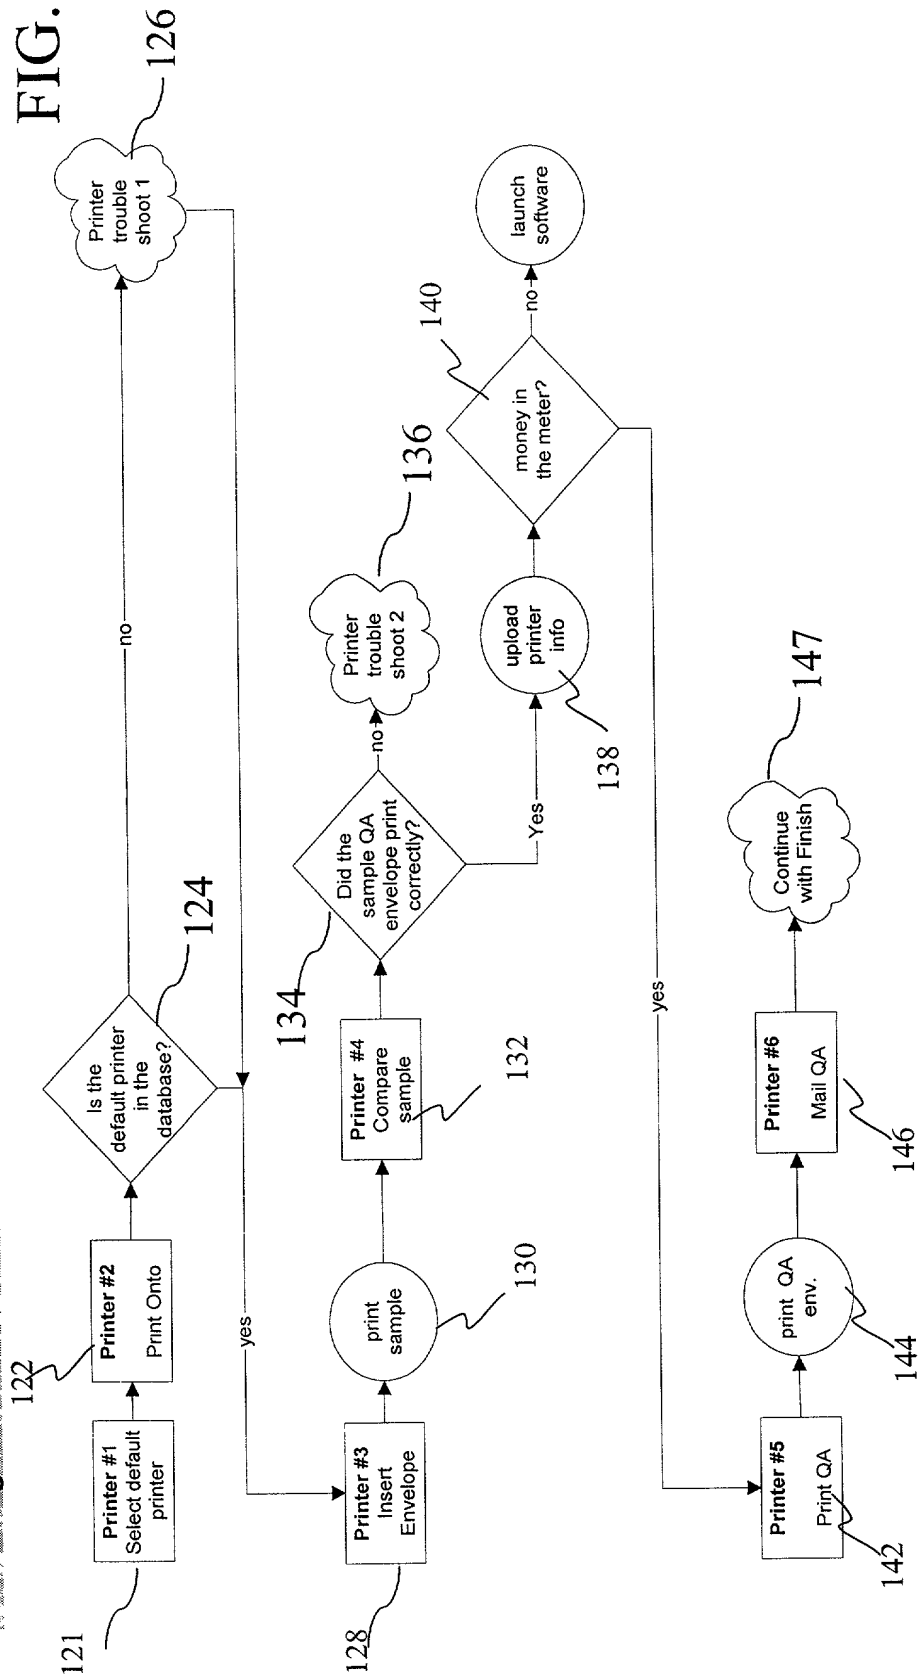 FIG.
126
Printer
trouble
shoot 1
no
124
Is the
default printer
in the
database?
122
Printer #2
Print Onto
Printer #1
Select default
printer
121
yes
128
Printer #3
Insert
Envelope
print
sample
130
Printer #4
Compare
sample
132
134
Did the
sample QA
envelope print
correctly?
no
Printer
trouble
shoot 2
136
Yes
upload
printer
info
138
140
money in
the meter?
no
launch
software
yes
Printer #5
Print QA
142
print QA
env.
144
Printer #6
Mail QA
146
Continue
with Finish
147